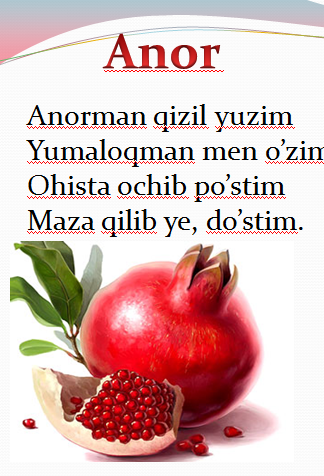 Anor
Anorman qizil yuzim
Yumaloqman men o’zim
Ohista ochib po’stim
Maza qilib ye, do’stim.